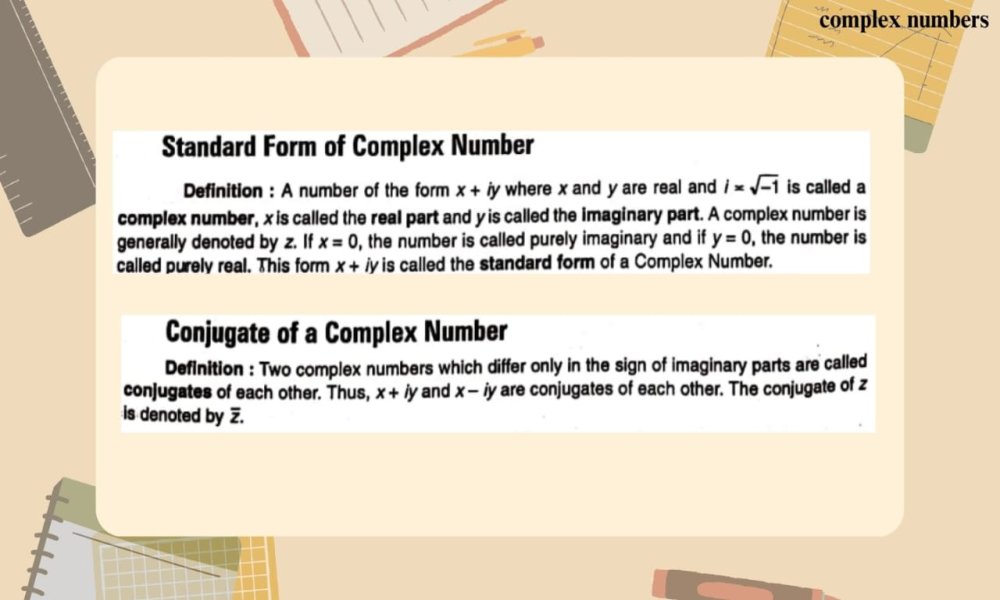 complex numbers
Standard Form of Complex Number
Definition : A number of the form x + iy where x and y are real and i = √-1 is called a
complex number, x is called the real part and y is called the imaginary part. A complex number is
generally denoted by z. If x = 0, the number is called purely imaginary and if y = 0, the number is
called purely real. This form x + iy is called the standard form of a Complex Number.
Conjugate of a Complex Number
Definition : Two complex numbers which differ only in the sign of imaginary parts are called
conjugates of each other. Thus, x + iy and x – iy are conjugates of each other. The conjugate of z
is denoted by z̅.